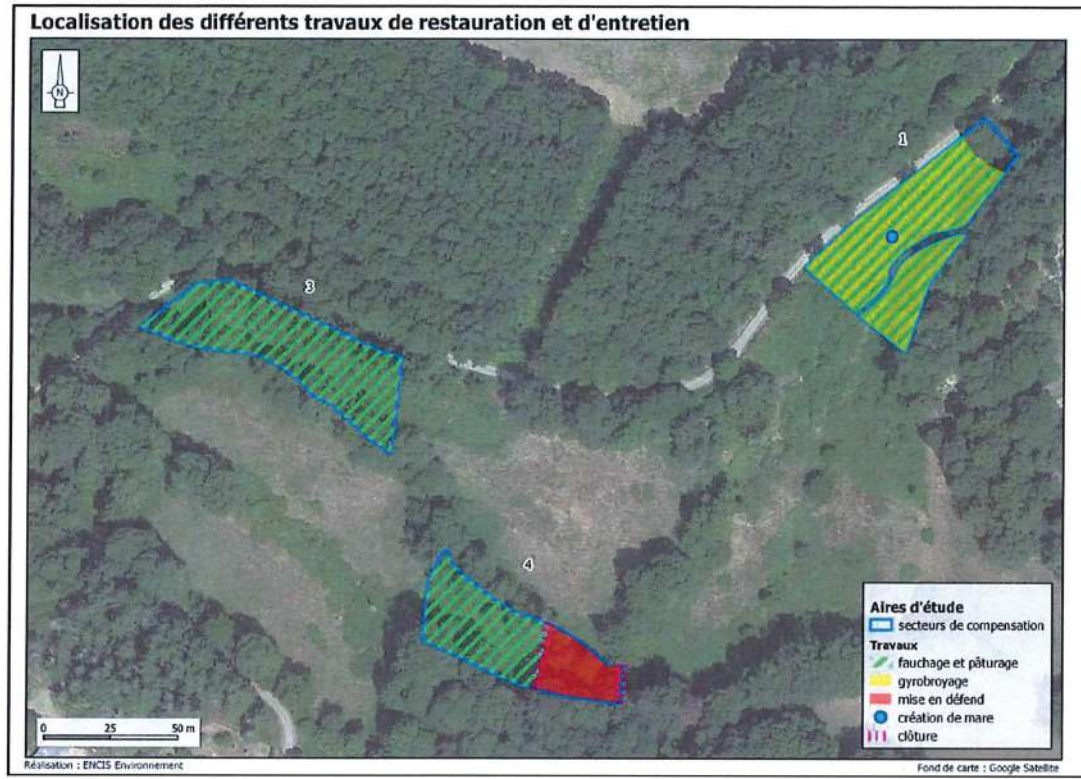 Localisation des différents travaux de restauration et d'entretien
N
1
3
4
Aires d'étude
secteurs de compensation
Travaux
fauchage et pâturage
gyrobroyage
mise en défend
création de mare
clôture
0 25 50 m
Réalisation : ENCIS Environnement
Fond de carte : Google Satellite